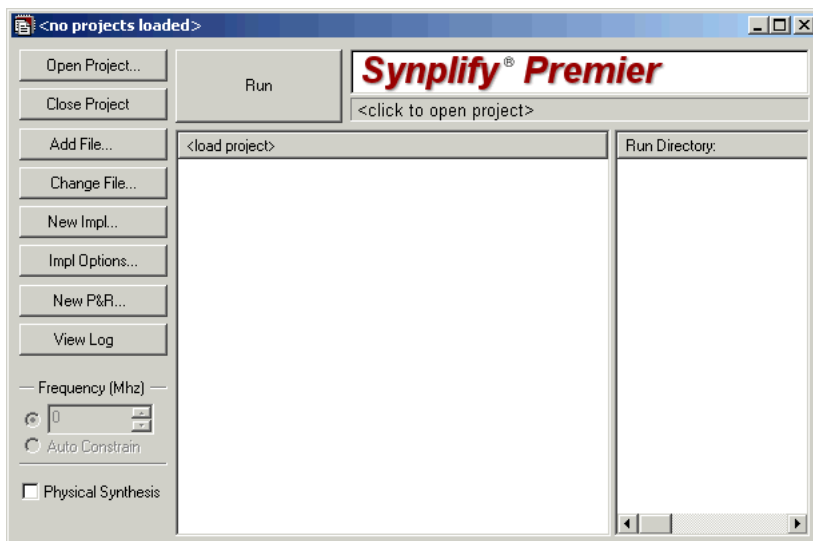 <no projects loaded>
Open Project...
Close Project
Run
Synplify® Premier
<click to open project>
Add File...
Change File...
New Impl...
Impl Options...
New P&R...
View Log
Frequency (Mhz)
0
Auto Constrain
Physical Synthesis
<load project>
Run Directory: